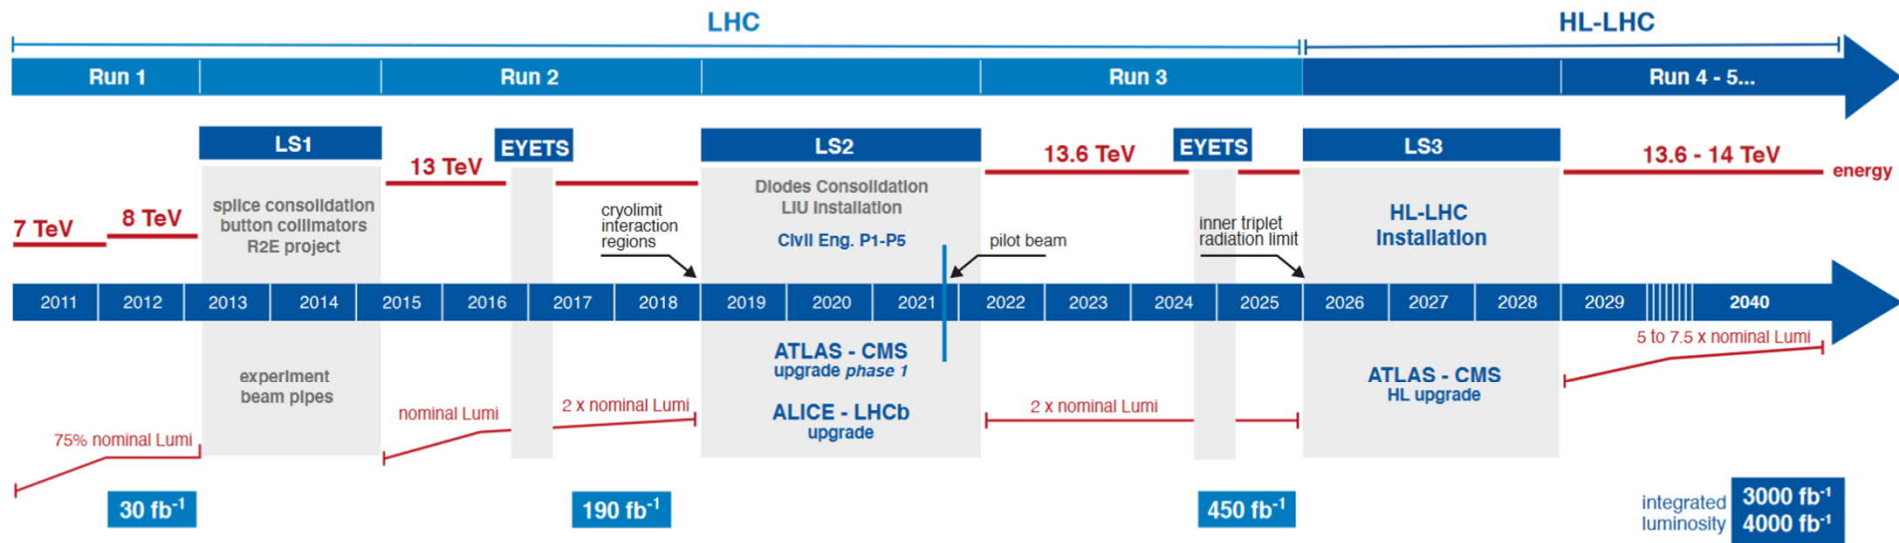 LHC
HL-LHC
Run 1
Run 2
Run 3
Run 4 - 5...
LS1
EYETS
LS2
EYETS
LS3
7 TeV
8 TeV
13 TeV
13.6 TeV
13.6 - 14 TeV
energy
splice consolidation
button collimators
R2E project
cryolimit
interaction
regions
Diodes Consolidation
LIU Installation
Civil Eng. P1-P5
pilot beam
inner triplet
radiation limit
HL-LHC
Installation
2011
2012
2013
2014
2015
2016
2017
2018
2019
2020
2021
2022
2023
2024
2025
2026
2027
2028
2029
2040
experiment
beam pipes
ATLAS - CMS
upgrade phase 1
ALICE - LHCb
upgrade
ATLAS - CMS
HL upgrade
75% nominal Lumi
nominal Lumi
2 x nominal Lumi
2 x nominal Lumi
5 to 7.5 x nominal Lumi
30 fb⁻¹
190 fb⁻¹
450 fb⁻¹
integrated
luminosity
3000 fb⁻¹
4000 fb⁻¹